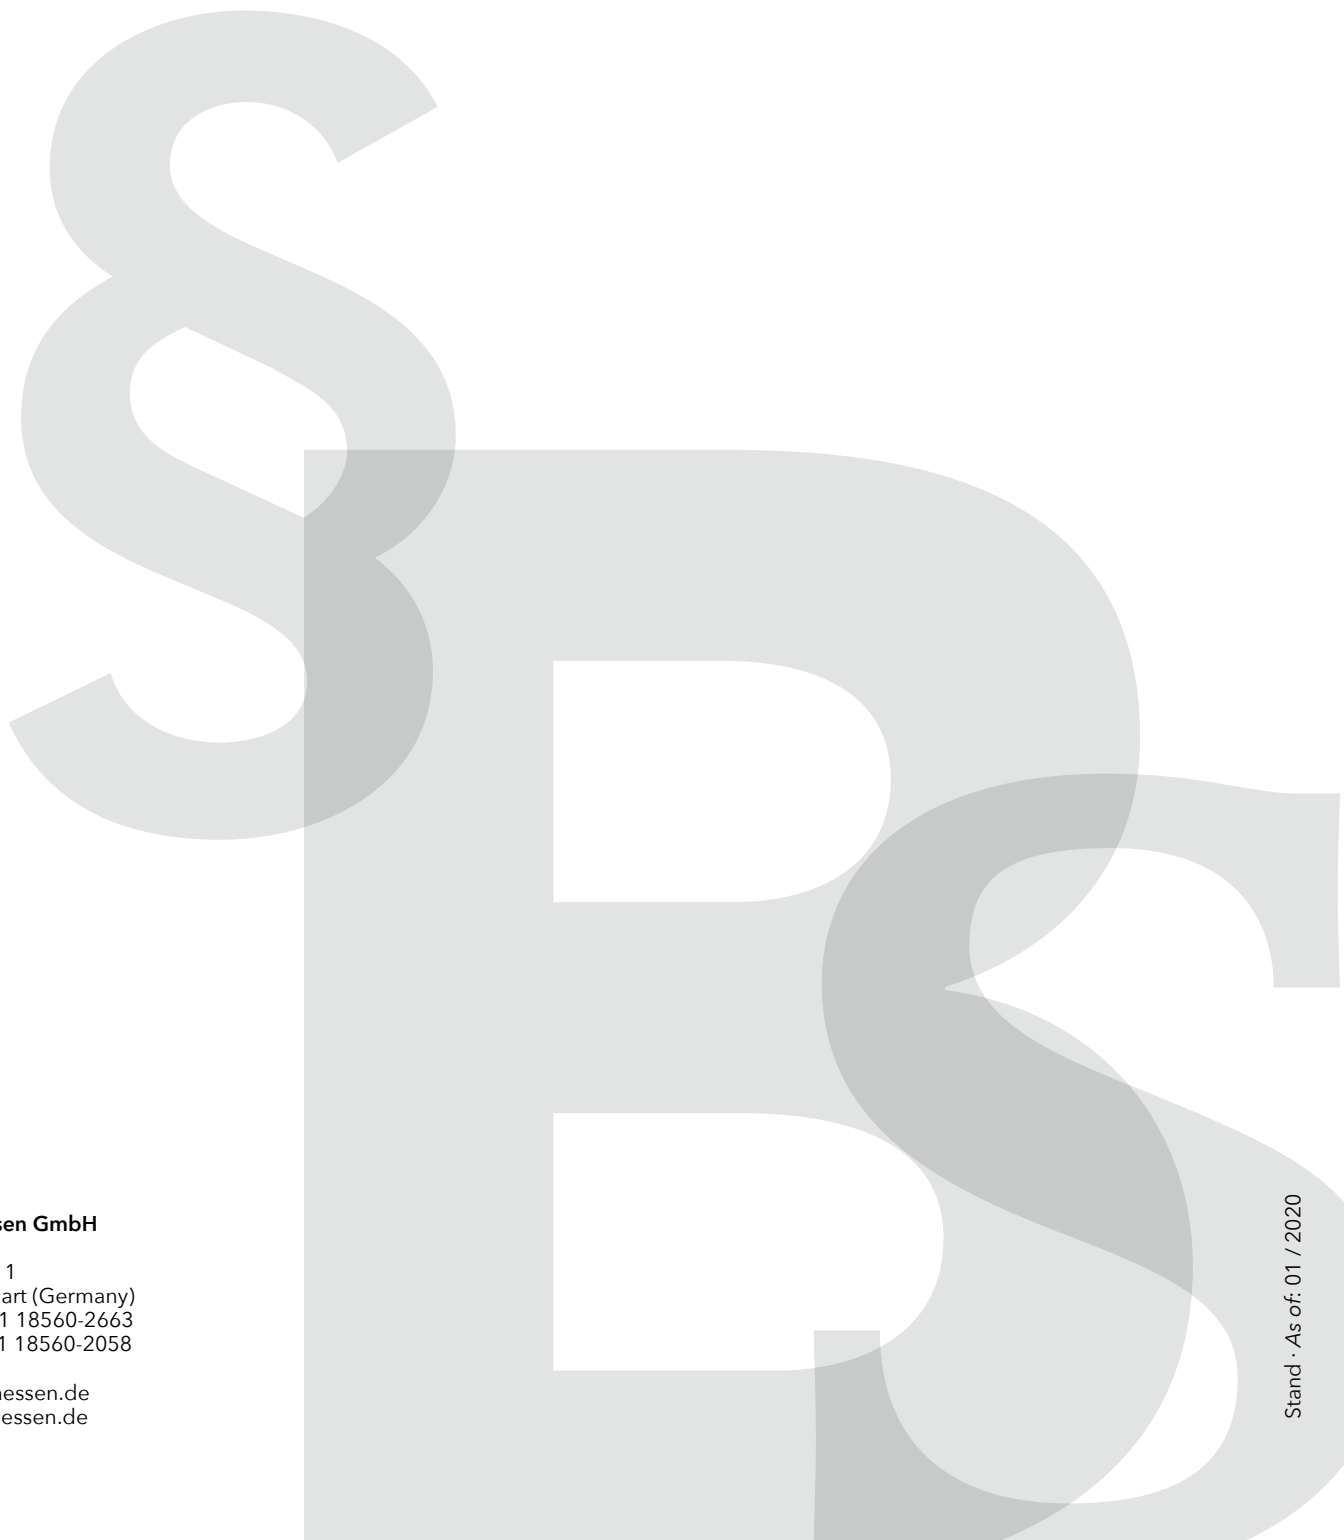 §
B
S
sen GmbH
1
art (Germany)
1 18560-2663
1 18560-2058
essen.de
essen.de
Stand · As of: 01 / 2020